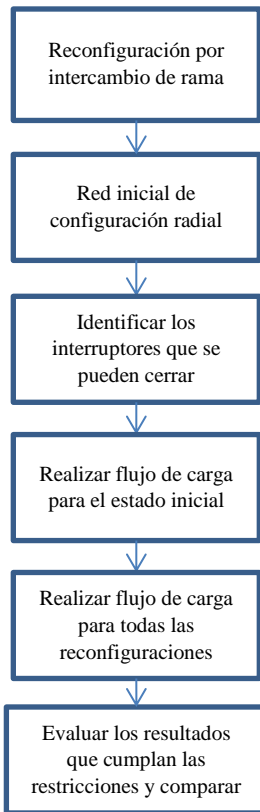 Reconfiguración por
intercambio de rama
Red inicial de
configuración radial
Identificar los
interruptores que se
pueden cerrar
Realizar flujo de carga
para el estado inicial
Realizar flujo de carga
para todas las
reconfiguraciones
Evaluar los resultados
que cumplan las
restricciones y comparar